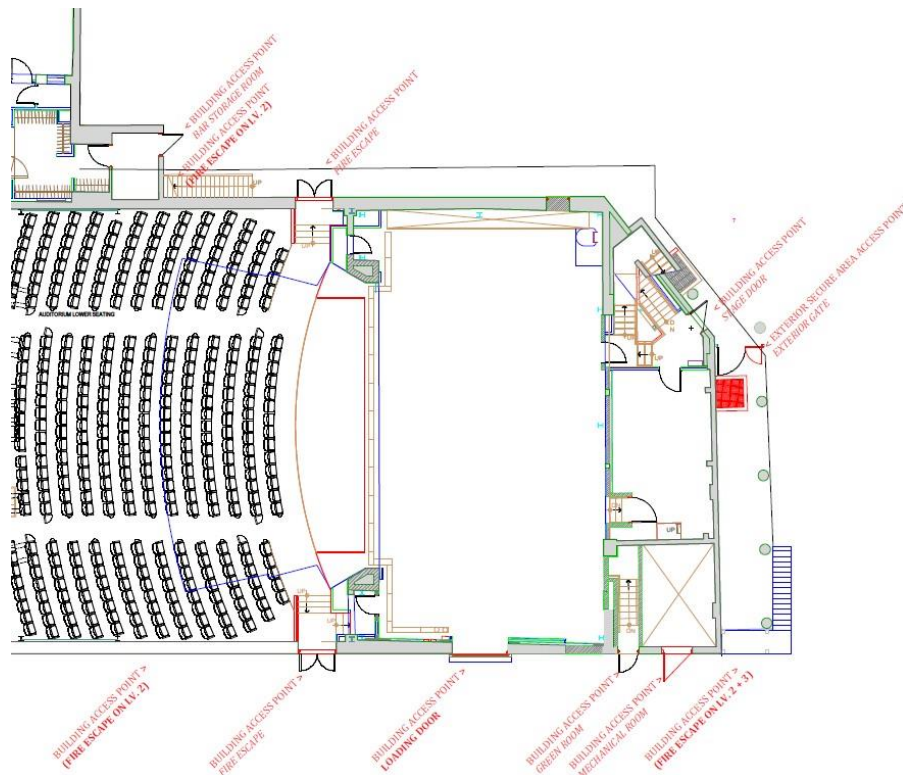 < BUILDING ACCESS POINT
BAR STORAGE ROOM
< BUILDING ACCESS POINT
(FIRE ESCAPE ON LV. 2)
< BUILDING ACCESS POINT
FIRE ESCAPE
< BUILDING ACCESS POINT
STAGE DOOR
< EXTERIOR SECURE AREA ACCESS POINT
EXTERIOR GATE
UP
UP
AUDITORIUM LOWER SEATING
UP
UP
UP
UP
DN
BUILDING ACCESS POINT >
(FIRE ESCAPE ON LV. 2)
BUILDING ACCESS POINT >
FIRE ESCAPE
BUILDING ACCESS POINT >
LOADING DOOR
BUILDING ACCESS POINT >
GREEN ROOM
BUILDING ACCESS POINT >
MECHANICAL ROOM
BUILDING ACCESS POINT >
(FIRE ESCAPE ON LV. 2 + 3)